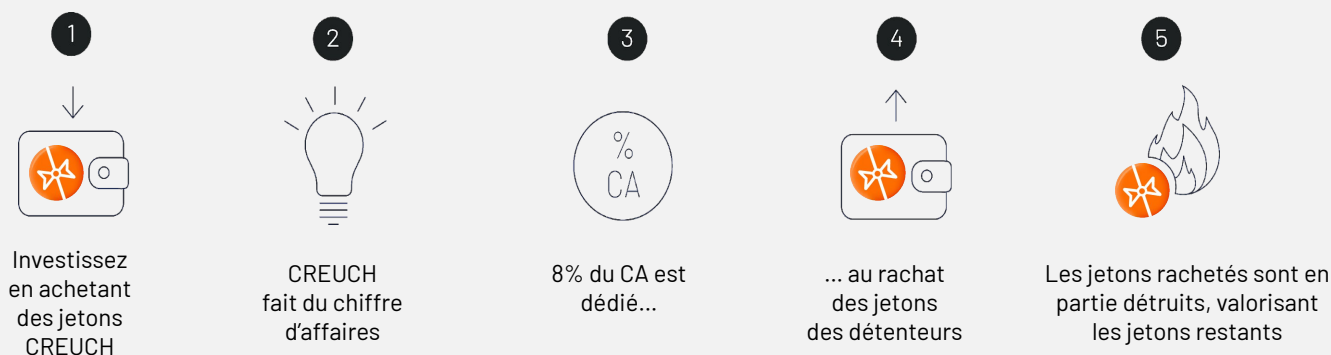 1
Investissez
en achetant
des jetons
CREUCH
2
CREUCH
fait du chiffre
d’affaires
3
%
CA
8% du CA est
dédié...
4
... au rachat
des jetons
des détenteurs
5
Les jetons rachetés sont en
partie détruits, valorisant
les jetons restants